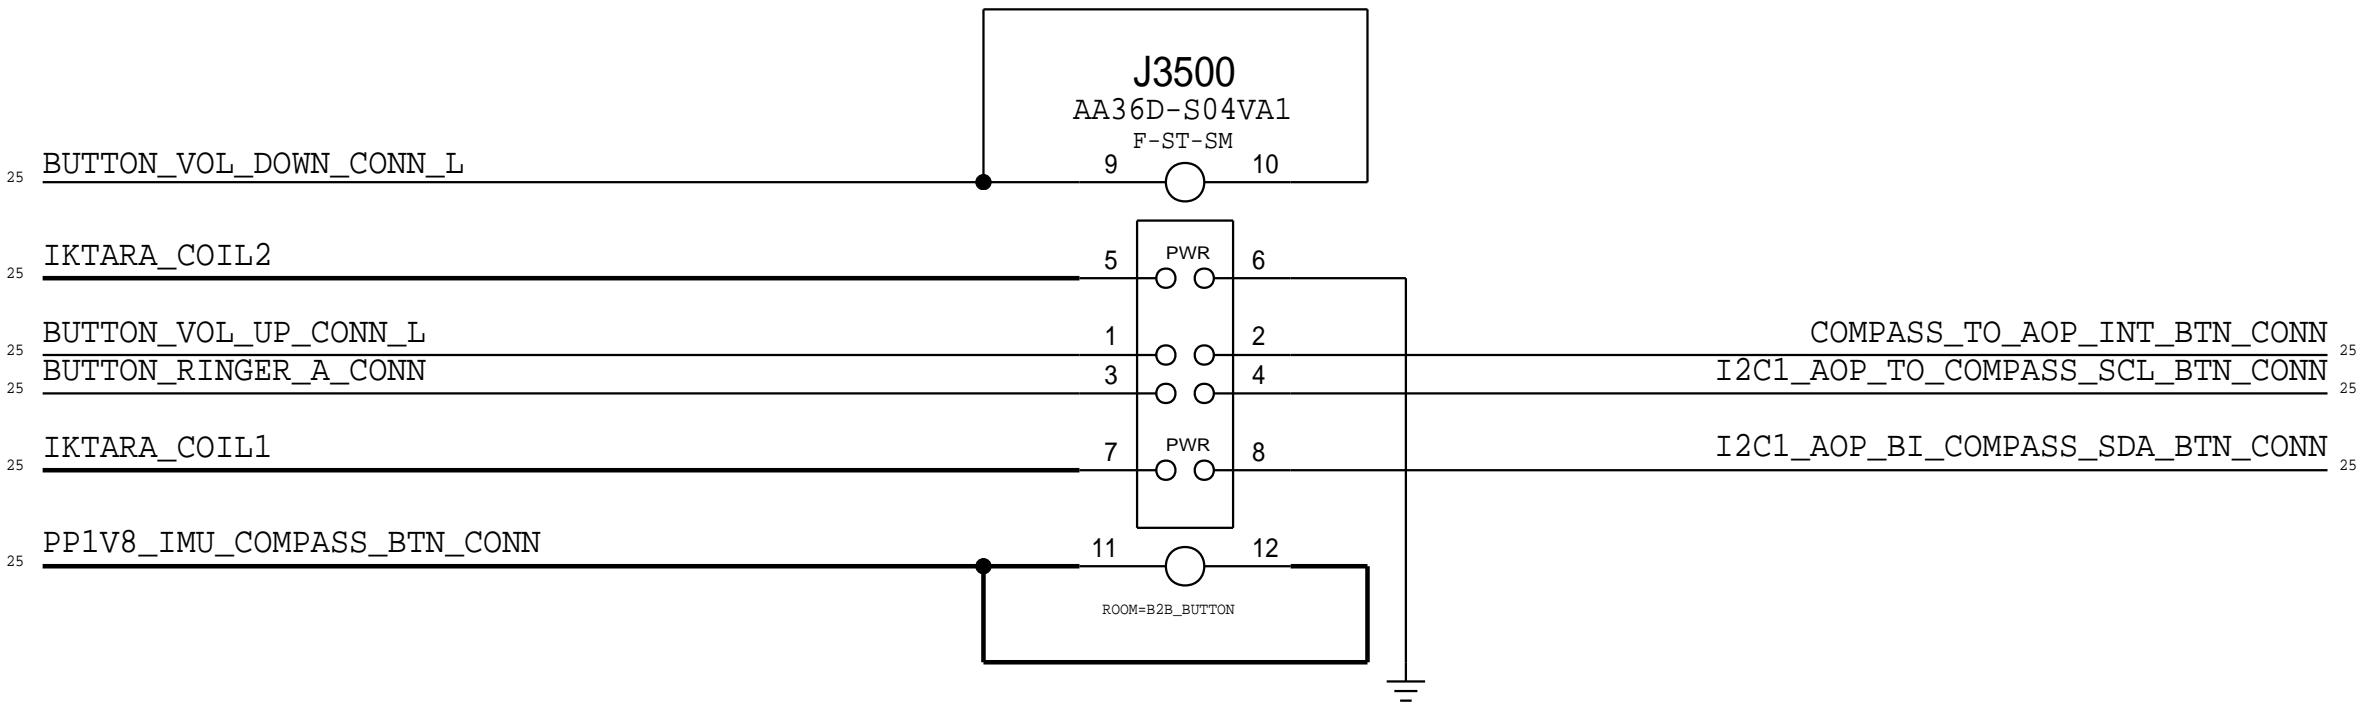 J3500
AA36D-S04VA1
F-ST-SM
25 BUTTON_VOL_DOWN_CONN_L 9 10
25 IKTARA_COIL2 5 PWR 6
25 BUTTON_VOL_UP_CONN_L 1 2 COMPASS_TO_AOP_INT_BTN_CONN 25
25 BUTTON_RINGER_A_CONN 3 4 I2C1_AOP_TO_COMPASS_SCL_BTN_CONN 25
25 IKTARA_COIL1 7 PWR 8 I2C1_AOP_BI_COMPASS_SDA_BTN_CONN 25
25 PP1V8_IMU_COMPASS_BTN_CONN 11 12
ROOM=B2B_BUTTON